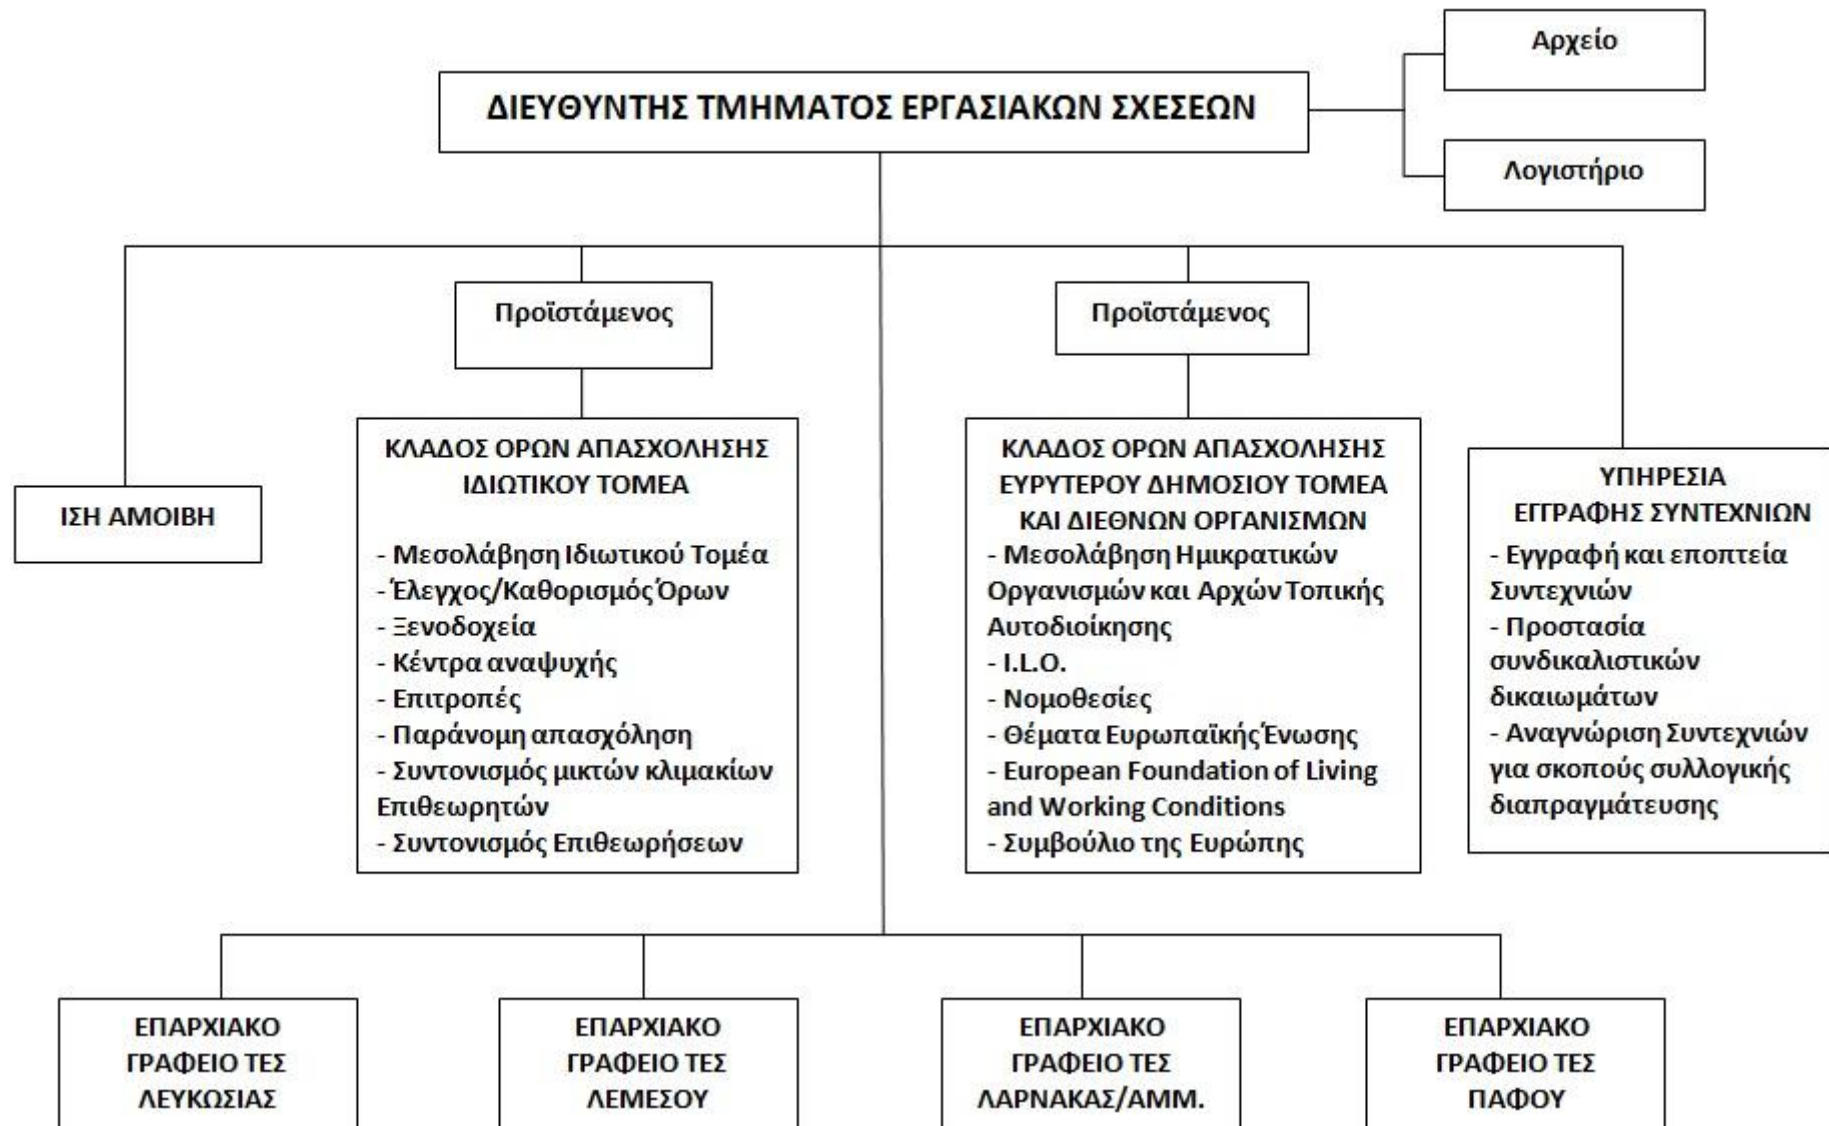 Αρχείο
ΔΙΕΥΘΥΝΤΗΣ ΤΜΗΜΑΤΟΣ ΕΡΓΑΣΙΑΚΩΝ ΣΧΕΣΕΩΝ
Λογιστήριο
Προϊστάμενος
Προϊστάμενος
ΙΣΗ ΑΜΟΙΒΗ
ΚΛΑΔΟΣ ΟΡΩΝ ΑΠΑΣΧΟΛΗΣΗΣ
ΙΔΙΩΤΙΚΟΥ ΤΟΜΕΑ
- Μεσολάβηση Ιδιωτικού Τομέα
- Έλεγχος/Καθορισμός Όρων
- Ξενοδοχεία
- Κέντρα αναψυχής
- Επιτροπές
- Παράνομη απασχόληση
- Συντονισμός μικτών κλιμακίων
Επιθεωρητών
- Συντονισμός Επιθεωρήσεων
ΚΛΑΔΟΣ ΟΡΩΝ ΑΠΑΣΧΟΛΗΣΗΣ
ΕΥΡΥΤΕΡΟΥ ΔΗΜΟΣΙΟΥ ΤΟΜΕΑ
ΚΑΙ ΔΙΕΘΝΩΝ ΟΡΓΑΝΙΣΜΩΝ
- Μεσολάβηση Ημικρατικών
Οργανισμών και Αρχών Τοπικής
Αυτοδιοίκησης
- I.L.O.
- Νομοθεσίες
- Θέματα Ευρωπαϊκής Ένωσης
- European Foundation of Living
and Working Conditions
- Συμβούλιο της Ευρώπης
ΥΠΗΡΕΣΙΑ
ΕΓΓΡΑΦΗΣ ΣΥΝΤΕΧΝΙΩΝ
- Εγγραφή και εποπτεία
Συντεχνιών
- Προστασία
συνδικαλιστικών
δικαιωμάτων
- Αναγνώριση Συντεχνιών
για σκοπούς συλλογικής
διαπραγμάτευσης
ΕΠΑΡΧΙΑΚΟ
ΓΡΑΦΕΙΟ ΤΕΣ
ΛΕΥΚΩΣΙΑΣ
ΕΠΑΡΧΙΑΚΟ
ΓΡΑΦΕΙΟ ΤΕΣ
ΛΕΜΕΣΟΥ
ΕΠΑΡΧΙΑΚΟ
ΓΡΑΦΕΙΟ ΤΕΣ
ΛΑΡΝΑΚΑΣ/ΑΜΜ.
ΕΠΑΡΧΙΑΚΟ
ΓΡΑΦΕΙΟ ΤΕΣ
ΠΑΦΟΥ